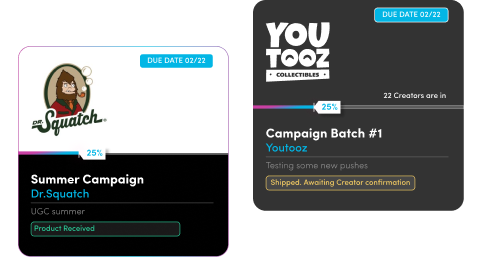 DUE DATE 02/22
DR.
Squatch
25%
Summer Campaign
Dr.Squatch
UGC summer
Product Received
DUE DATE 02/22
YOU
TOOZ
COLLECTIBLES
22 Creators are in
25%
Campaign Batch #1
Youtooz
Testing some new pushes
Shipped. Awaiting Creator confirmation